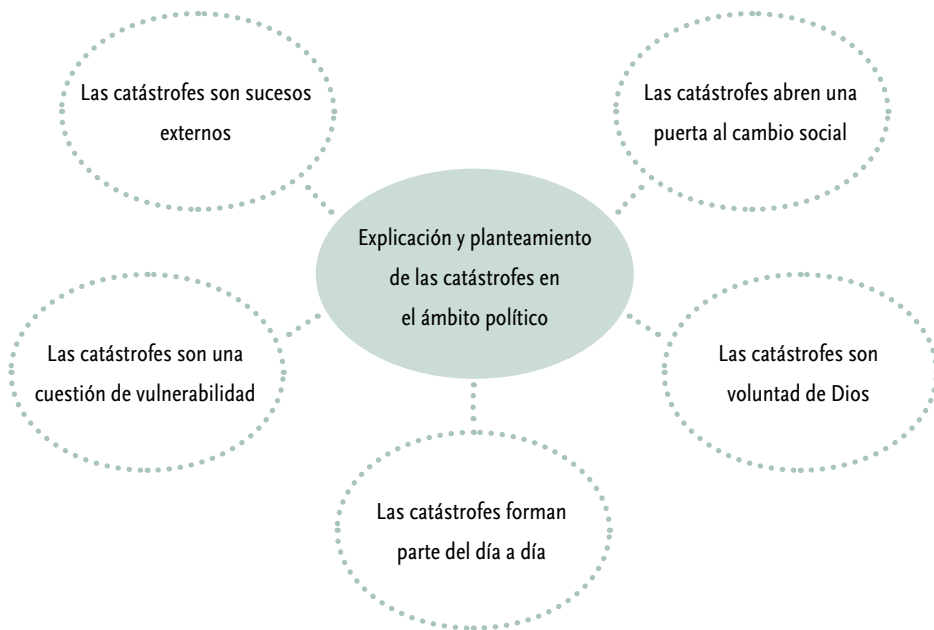 Las catástrofes son sucesos
externos
Las catástrofes abren una
puerta al cambio social
Explicación y planteamiento
de las catástrofes en
el ámbito político
Las catástrofes son una
cuestión de vulnerabilidad
Las catástrofes son
voluntad de Dios
Las catástrofes forman
parte del día a día